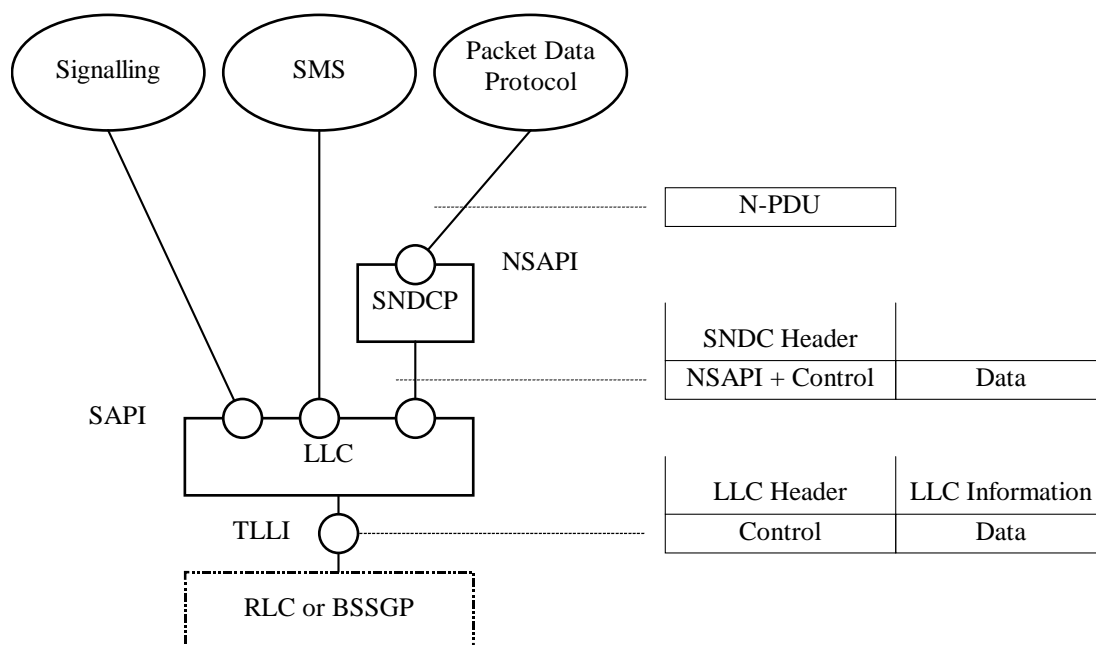 Signalling
SMS
Packet Data
Protocol
N-PDU
NSAPI
SNDCP
SNDC Header
NSAPI + Control
Data
SAPI
LLC
LLC Header
LLC Information
TLLI
Control
Data
RLC or BSSGP